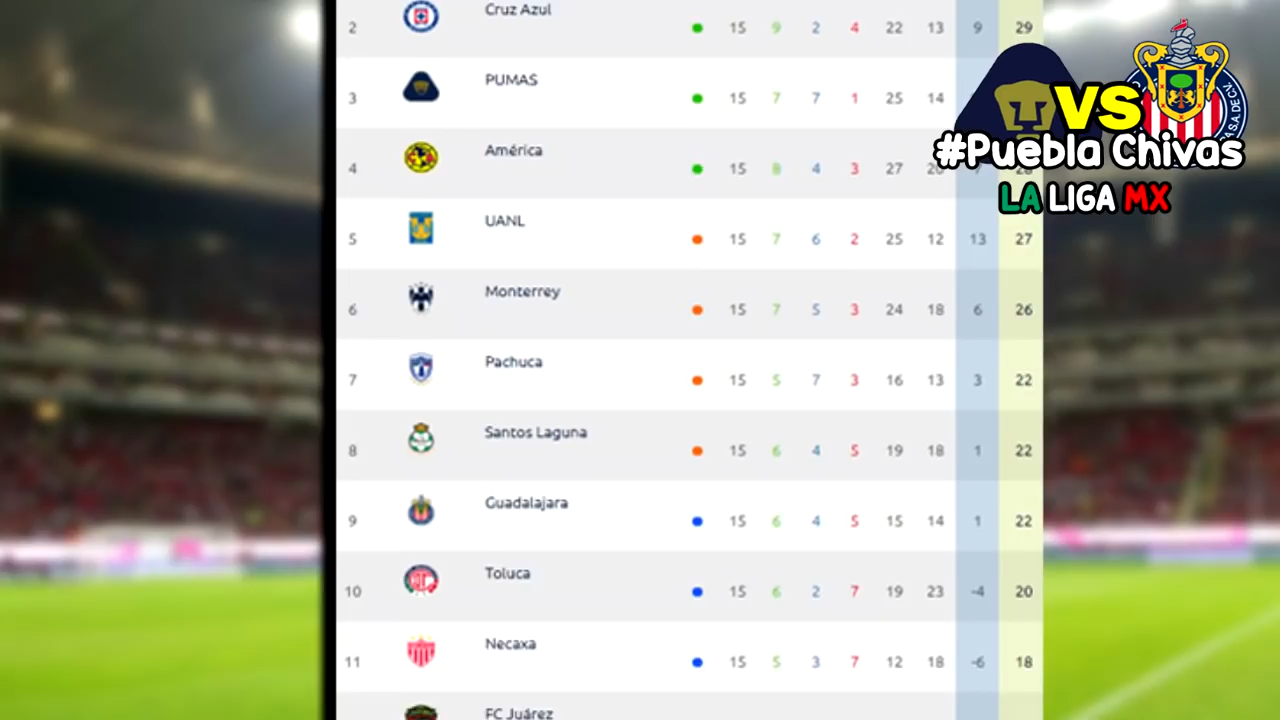 2 Cruz Azul 15 9 2 4 22 13 9 29
3 PUMAS 15 7 7 1 25 14
4 América 15 8 4 3 27 20 7 28
5 UANL 15 7 6 2 25 12 13 27
6 Monterrey 15 7 5 3 24 18 6 26
7 Pachuca 15 5 7 3 16 13 3 22
8 Santos Laguna 15 6 4 5 19 18 1 22
9 Guadalajara 15 6 4 5 15 14 1 22
10 Toluca 15 6 2 7 19 23 -4 20
11 Necaxa 15 5 3 7 12 18 -6 18
FC Juárez
VS
#Puebla Chivas
LA LIGA MX
S.A.DE C.V.